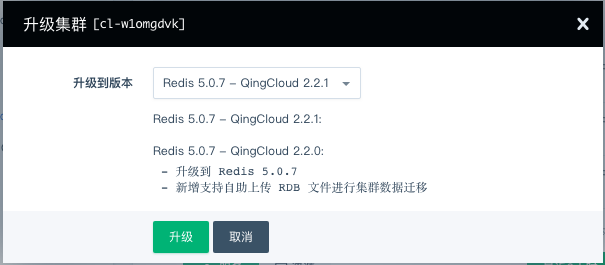 升级集群 [cl-w1omgdvk]
升级到版本 Redis 5.0.7 – QingCloud 2.2.1
Redis 5.0.7 – QingCloud 2.2.1:
Redis 5.0.7 – QingCloud 2.2.0:
– 升级到 Redis 5.0.7
– 新增支持自助上传 RDB 文件进行集群数据迁移
升级 取消